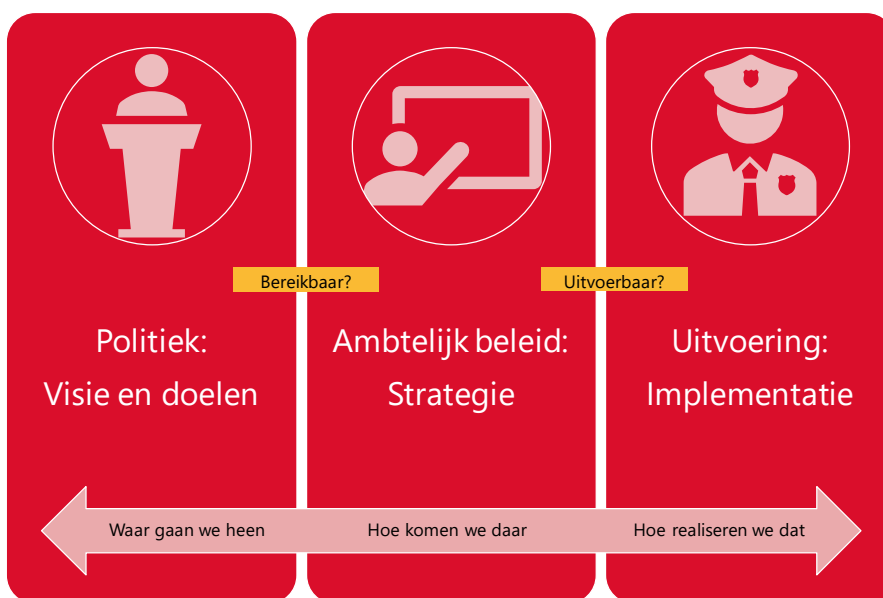 Bereikbaar?
Uitvoerbaar?
Politiek:
Visie en doelen
Ambtelijk beleid:
Strategie
Uitvoering:
Implementatie
Waar gaan we heen
Hoe komen we daar
Hoe realiseren we dat